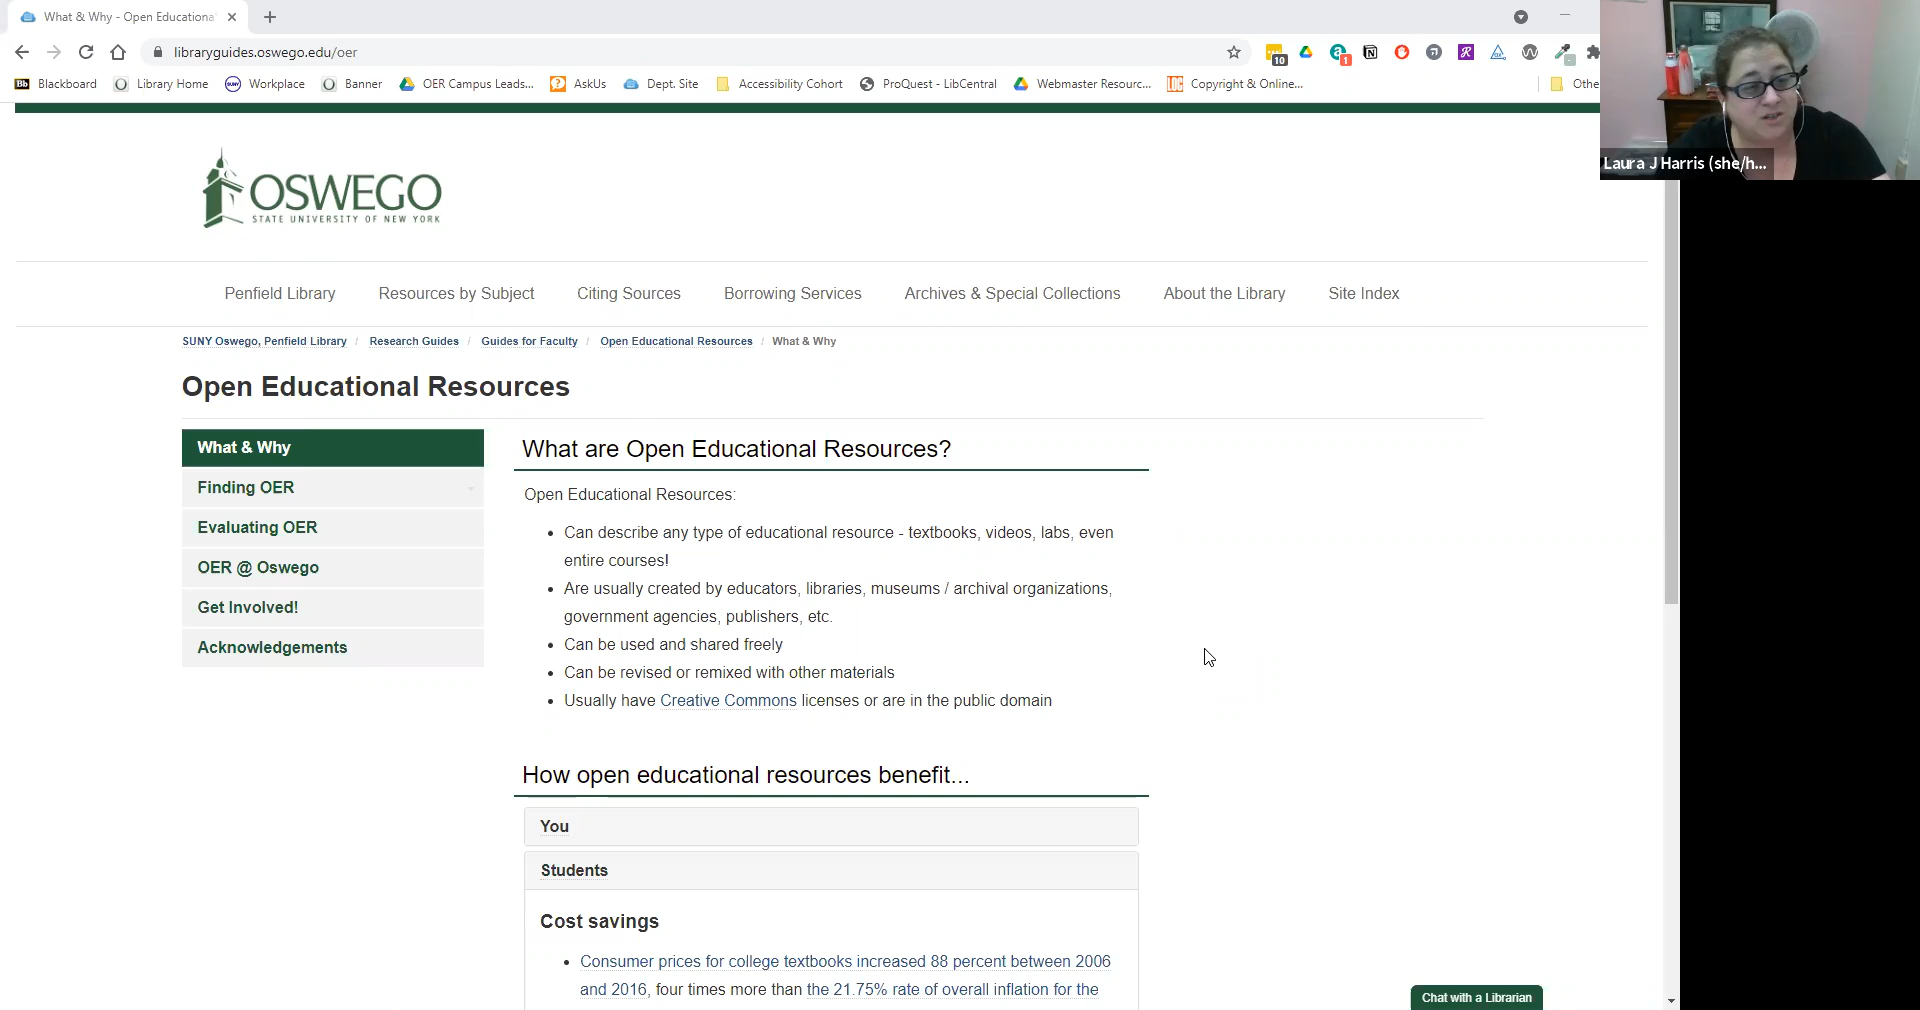 What & Why - Open Educationa
libraryguides.oswego.edu/oer
10
1
Blackboard
Library Home
Workplace
Banner
OER Campus Leads...
AskUs
Dept. Site
Accessibility Cohort
ProQuest - LibCentral
Webmaster Resourc...
Copyright & Online...
Othe
Laura J Harris (she/h...
OSWEGO
STATE UNIVERSITY OF NEW YORK
Penfield Library
Resources by Subject
Citing Sources
Borrowing Services
Archives & Special Collections
About the Library
Site Index
SUNY Oswego, Penfield Library / Research Guides / Guides for Faculty / Open Educational Resources / What & Why
Open Educational Resources
What & Why
Finding OER
Evaluating OER
OER @ Oswego
Get Involved!
Acknowledgements
What are Open Educational Resources?
Open Educational Resources:
• Can describe any type of educational resource - textbooks, videos, labs, even
entire courses!
• Are usually created by educators, libraries, museums / archival organizations,
government agencies, publishers, etc.
• Can be used and shared freely
• Can be revised or remixed with other materials
• Usually have Creative Commons licenses or are in the public domain
How open educational resources benefit...
You
Students
Cost savings
• Consumer prices for college textbooks increased 88 percent between 2006
and 2016, four times more than the 21.75% rate of overall inflation for the
Chat with a Librarian